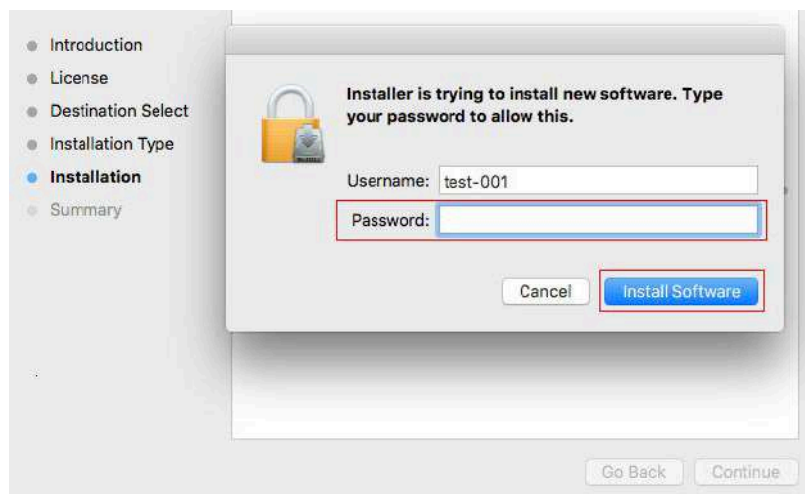 Introduction
License
Destination Select
Installation Type
Installation
Summary
Installer is trying to install new software. Type
your password to allow this.
Username: test-001
Password:
Cancel
Install Software
Go Back
Continue